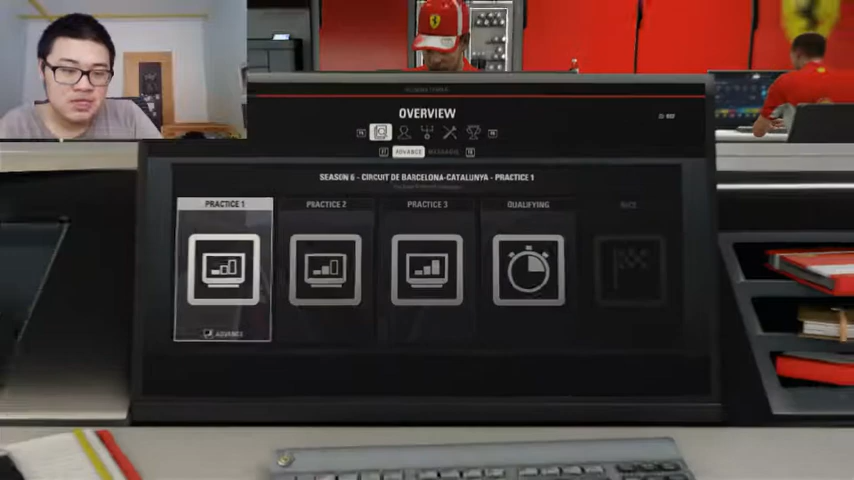 OVERVIEW
ADVANCE MESSAGES
SEASON 6 - CIRCUIT DE BARCELONA-CATALUNYA - PRACTICE 1
PRACTICE 1 PRACTICE 2 PRACTICE 3 QUALIFYING RACE
ADVANCE